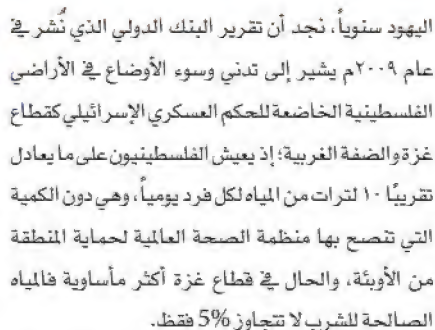 اليهود سنوياً، نجد أن تقرير البنك الدولي الذي نُشر في
عام ٢٠٠٩م يشير إلى تدني وسوء الأوضاع في الأراضي
الفلسطينية الخاضعة للحكم العسكري الإسرائيلي كقطاع
غزة والضفة الغربية؛ إذ يعيش الفلسطينيون على ما يعادل
تقريبًا ١٠ لترات من المياه لكل فرد يومياً، وهي دون الكمية
التي تنصح بها منظمة الصحة العالمية لحماية المنطقة
من الأوبئة، والحال في قطاع غزة أكثر مأساوية فالمياه
الصالحة للشرب لا تتجاوز 5% فقط.